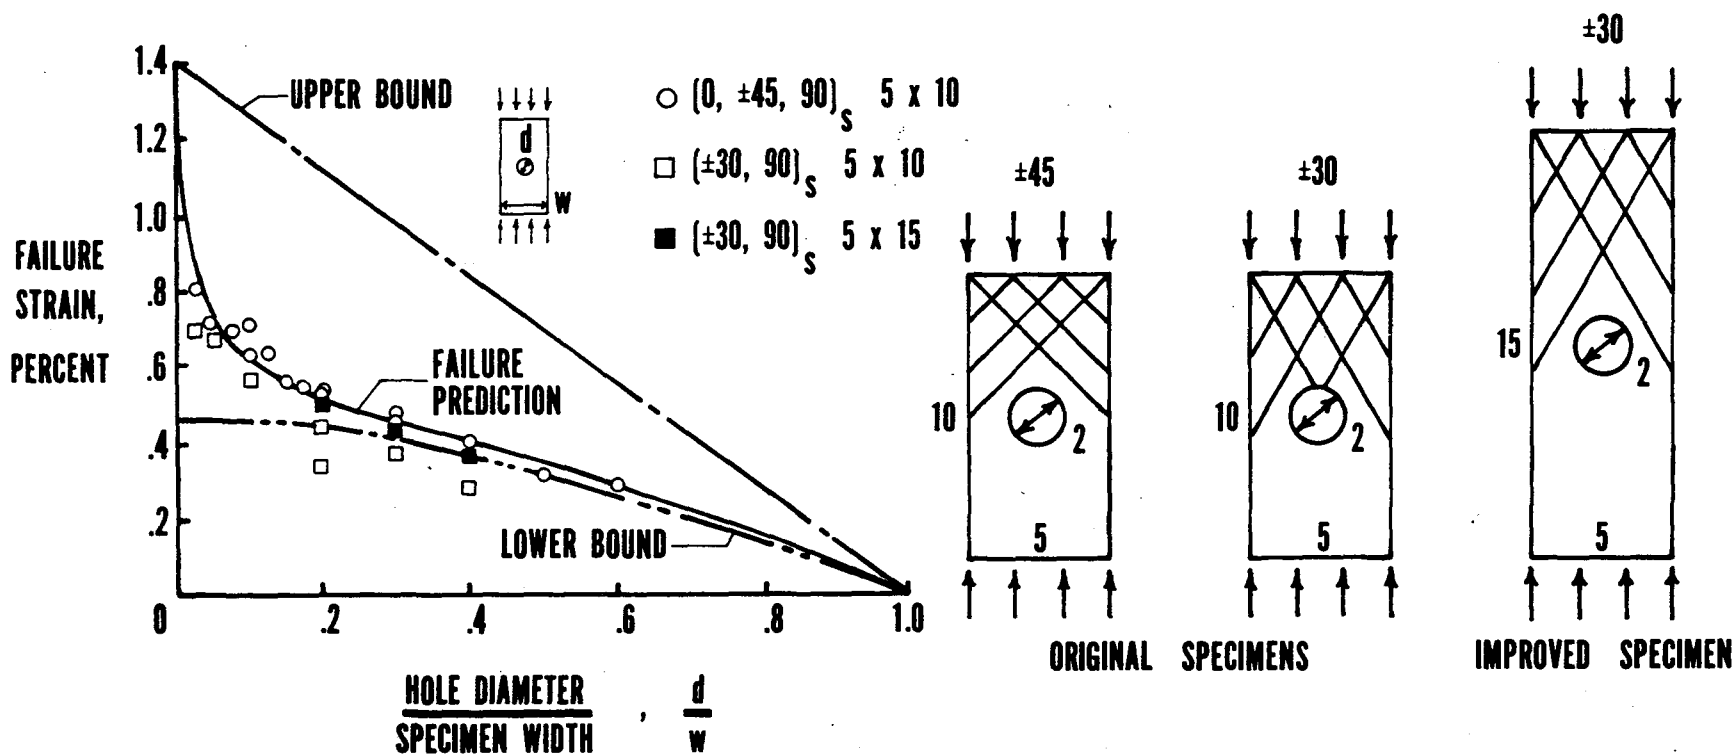 1.4
1.2
1.0
.8
.6
.4
.2
0
.2
.4
.6
.8
1.0
FAILURE
STRAIN,
PERCENT
UPPER BOUND
d
W
(0, ±45, 90)s 5 x 10
(±30, 90)s 5 x 10
(±30, 90)s 5 x 15
FAILURE
PREDICTION
LOWER BOUND
HOLE DIAMETER
SPECIMEN WIDTH
, d
W
±45
10
2
5
±30
10
2
5
ORIGINAL SPECIMENS
±30
15
2
5
IMPROVED SPECIMEN